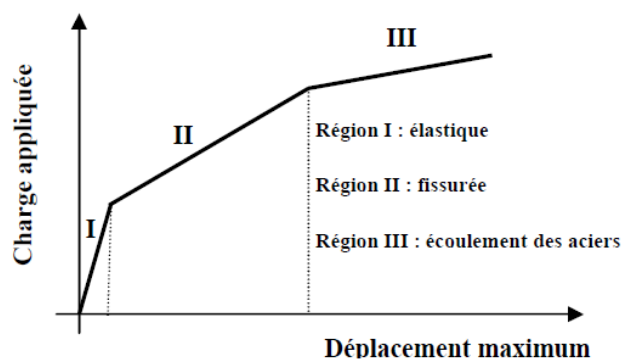 III
II
Région I : élastique
Région II : fissurée
I
Région III : écoulement des aciers
Charge appliquée
Déplacement maximum